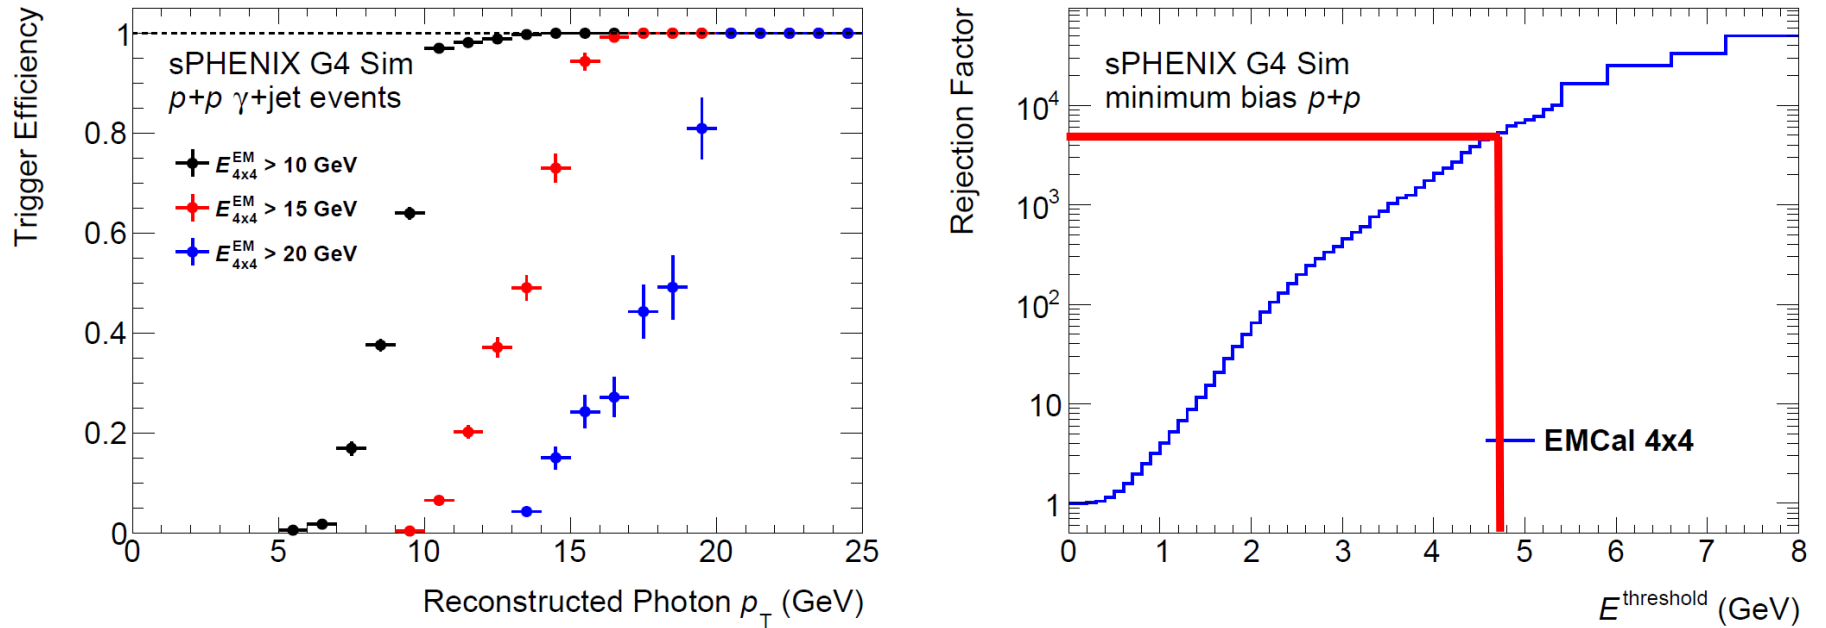 Trigger Efficiency
1
0.8
0.6
0.4
0.2
0
sPHENIX G4 Sim
p+p γ+jet events
E^EM_4x4 > 10 GeV
E^EM_4x4 > 15 GeV
E^EM_4x4 > 20 GeV
0 5 10 15 20 25
Reconstructed Photon p_T (GeV)
Rejection Factor
10^4
10^3
10^2
10
1
sPHENIX G4 Sim
minimum bias p+p
EMCal 4x4
0 1 2 3 4 5 6 7 8
E^threshold (GeV)